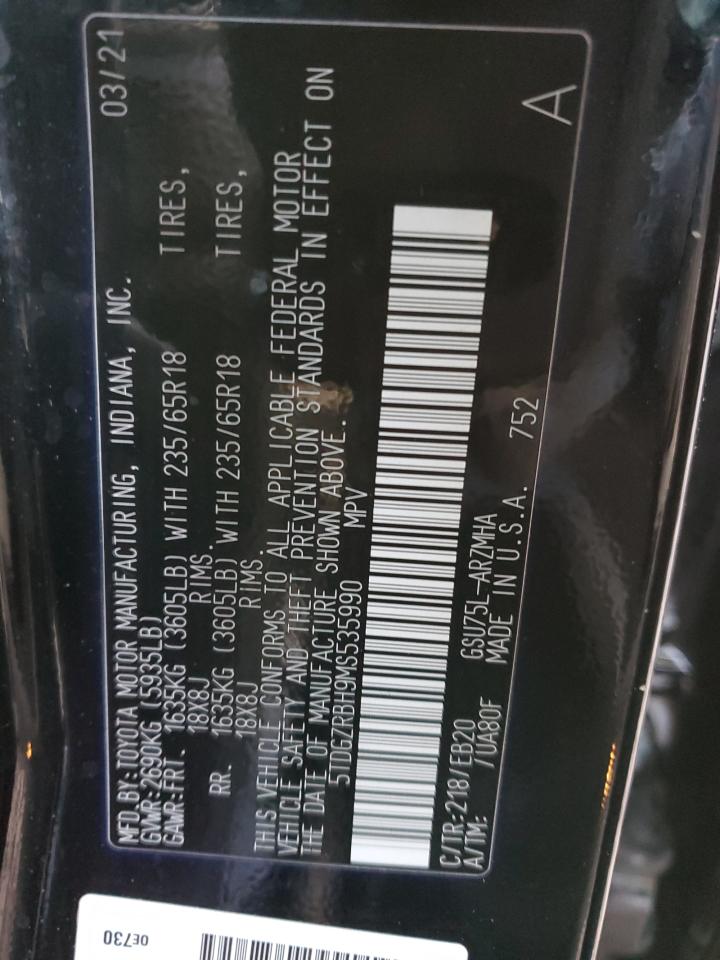 MFD.BY:TOYOTA MOTOR MANUFACTURING, INDIANA, INC. 03/21
GVWR:2690KG (5935LB)
GAWR:FRT. 1635KG (3605LB) WITH 235/65R18 TIRES,
18X8J RIMS.
RR. 1635KG (3605LB) WITH 235/65R18 TIRES,
18X8J RIMS.
THIS VEHICLE CONFORMS TO ALL APPLICABLE FEDERAL MOTOR
VEHICLE SAFETY AND THEFT PREVENTION STANDARDS IN EFFECT ON
THE DATE OF MANUFACTURE SHOWN ABOVE.
5TDGZRBH9MS535990 MPV
C/TR:218/EB20 GSU75L-ARZMHA
A/TM: /UA80F MADE IN U.S.A. 752
A
OE730